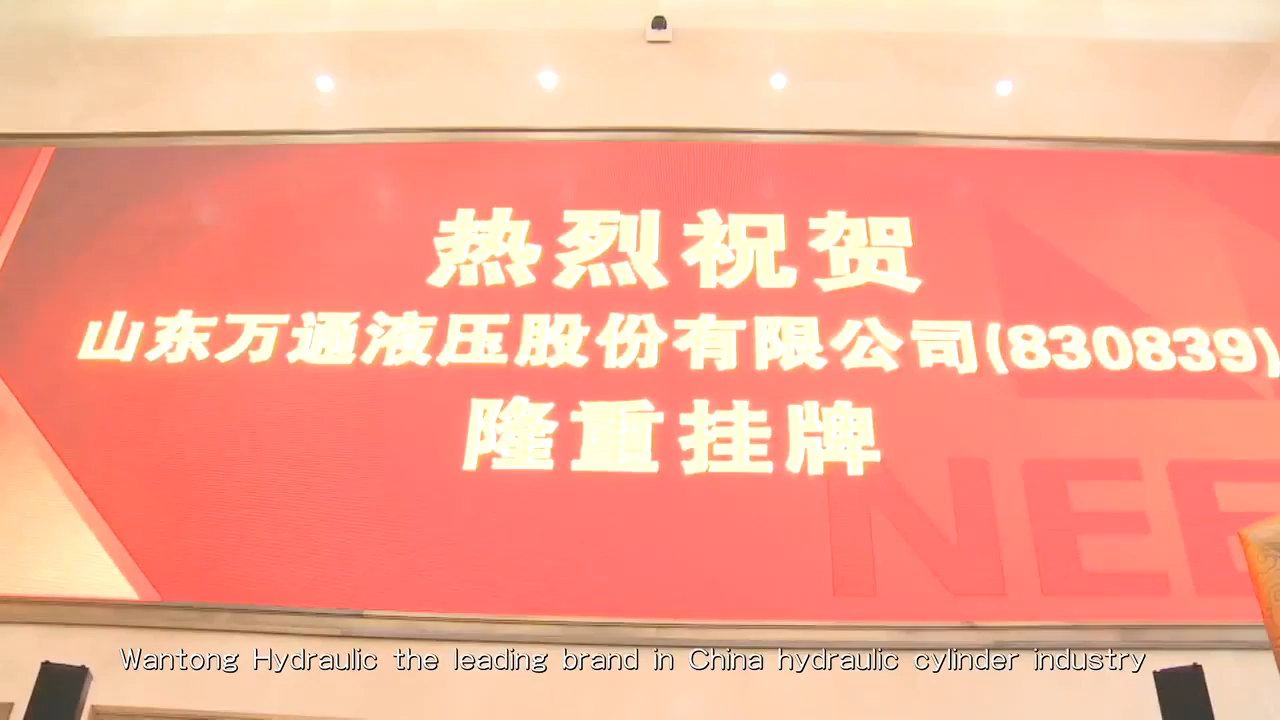 热烈祝贺
山东万通液压股份有限公司(830839)
隆重挂牌
NEE
Wantong Hydraulic the leading brand in China hydraulic cylinder industry